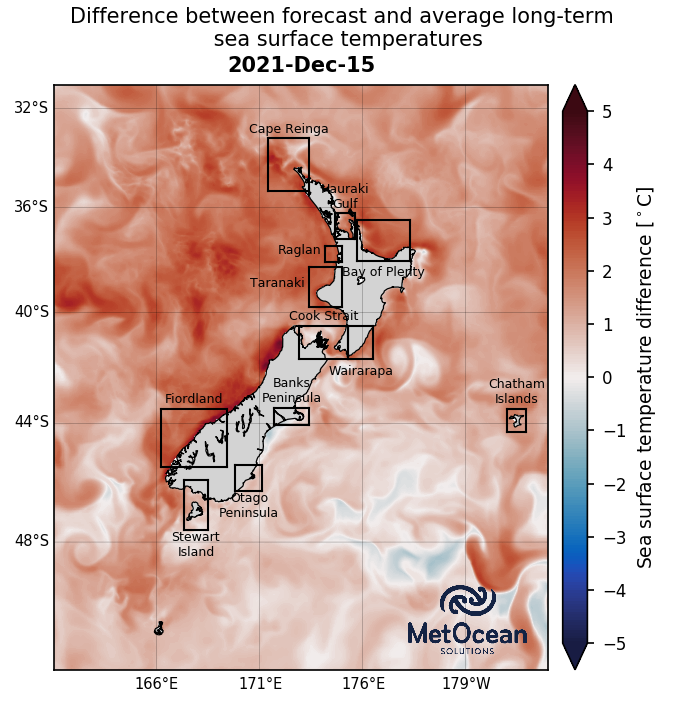 Difference between forecast and average long-term
sea surface temperatures
2021-Dec-15
32°S
36°S
40°S
44°S
48°S
166°E
171°E
176°E
179°W
Cape Reinga
Hauraki
Gulf
Raglan
Bay of Plenty
Taranaki
Cook Strait
Wairarapa
Banks
Peninsula
Fiordland
Chatham
Islands
Otago
Peninsula
Stewart
Island
MetOcean
SOLUTIONS
5
4
3
2
1
0
−1
−2
−3
−4
−5
Sea surface temperature difference [°C]